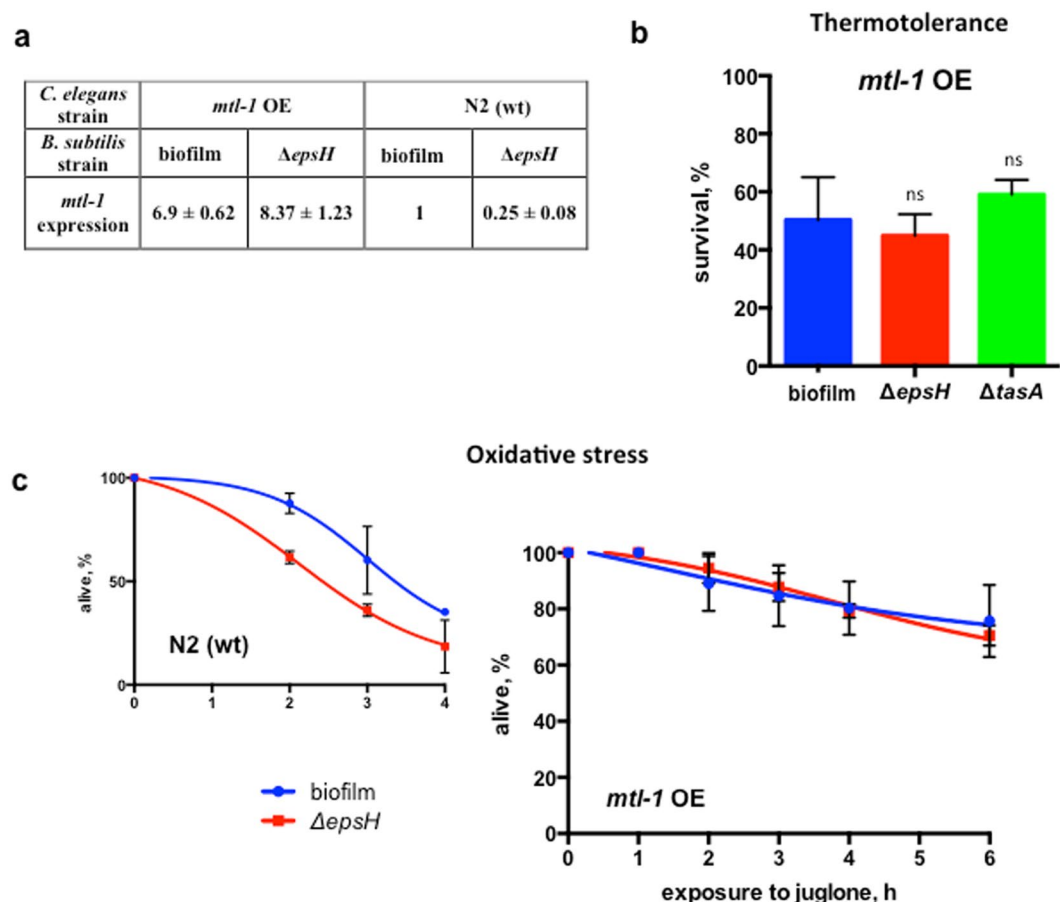 a
C. elegans strain | mtl-1 OE | N2 (wt)
B. subtilis strain | biofilm | ΔepsH | biofilm | ΔepsH
mtl-1 expression | 6.9 ± 0.62 | 8.37 ± 1.23 | 1 | 0.25 ± 0.08
b
Thermotolerance
mtl-1 OE
survival, %
100
80
60
40
20
0
ns
ns
biofilm ΔepsH ΔtasA
c
Oxidative stress
alive, %
100
50
0
N2 (wt)
0 1 2 3 4
biofilm
ΔepsH
alive, %
100
80
60
40
20
0
mtl-1 OE
0 1 2 3 4 5 6
exposure to juglone, h